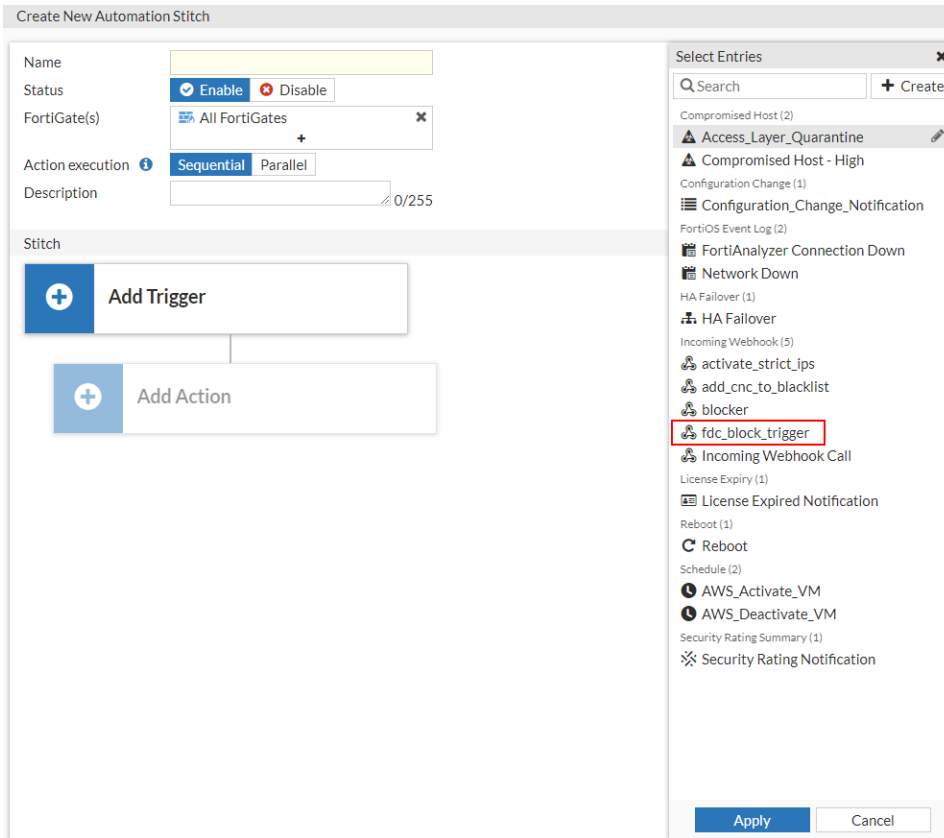 Create New Automation Stitch
Name
Status Enable Disable
FortiGate(s) All FortiGates
+
Action execution Sequential Parallel
Description 0/255
Stitch
Add Trigger
Add Action
Select Entries
Search + Create
Compromised Host (2)
Access_Layer_Quarantine
Compromised Host - High
Configuration Change (1)
Configuration_Change_Notification
FortiOS Event Log (2)
FortiAnalyzer Connection Down
Network Down
HA Failover (1)
HA Failover
Incoming Webhook (5)
activate_strict_ips
add_cnc_to_blacklist
blocker
fdc_block_trigger
Incoming Webhook Call
License Expiry (1)
License Expired Notification
Reboot (1)
Reboot
Schedule (2)
AWS_Activate_VM
AWS_Deactivate_VM
Security Rating Summary (1)
Security Rating Notification
Apply Cancel